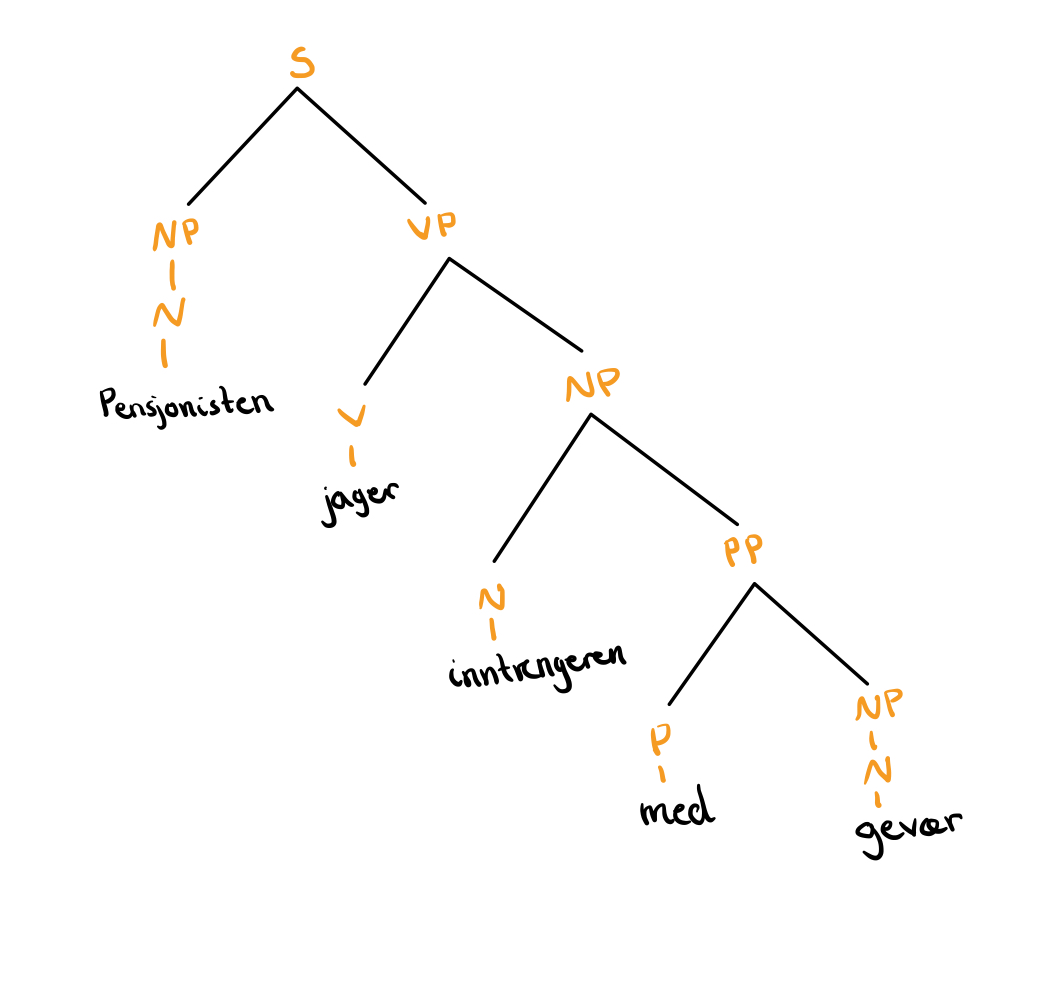 S
NP VP
N
Pensjonisten
NP
V
jager
PP
N
inntrengeren
NP
P
N
med
gevær